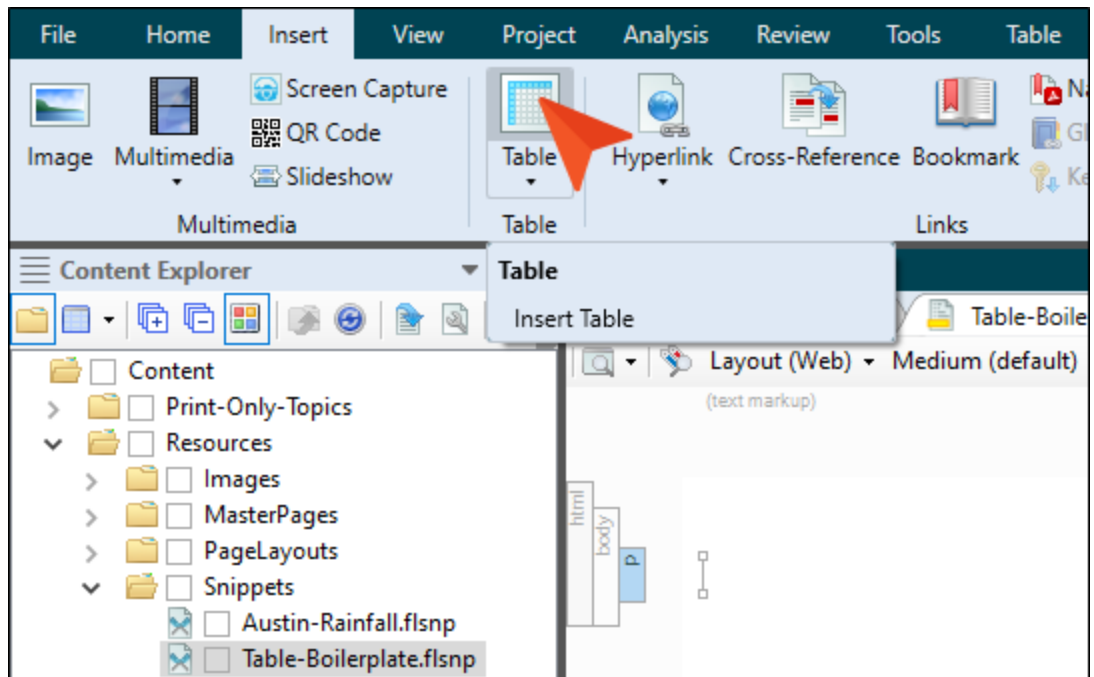 File Home Insert View Project Analysis Review Tools Table
Screen Capture
QR Code
Slideshow
Image Multimedia Table Hyperlink Cross-Reference Bookmark
Multimedia Table Links
Content Explorer
Table
Insert Table
Table-Boile
Layout (Web) Medium (default)
(text markup)
Content
Print-Only-Topics
Resources
Images
MasterPages
PageLayouts
Snippets
Austin-Rainfall.flsnp
Table-Boilerplate.flsnp
html
body
p